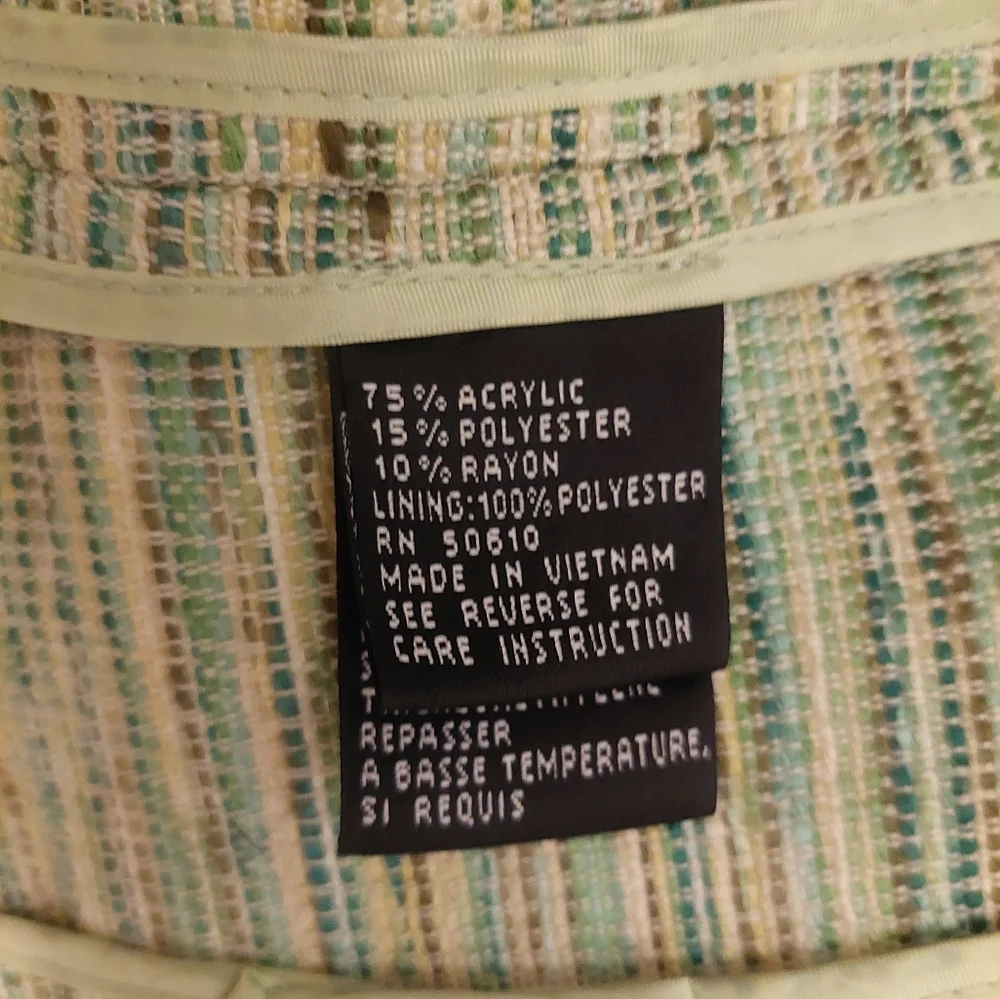 75% ACRYLIC
15% POLYESTER
10% RAYON
LINING:100%POLYESTER
RN 50610
MADE IN VIETNAM
SEE REVERSE FOR
CARE INSTRUCTION
REPASSER
A BASSE TEMPERATURE.
SI REQUIS